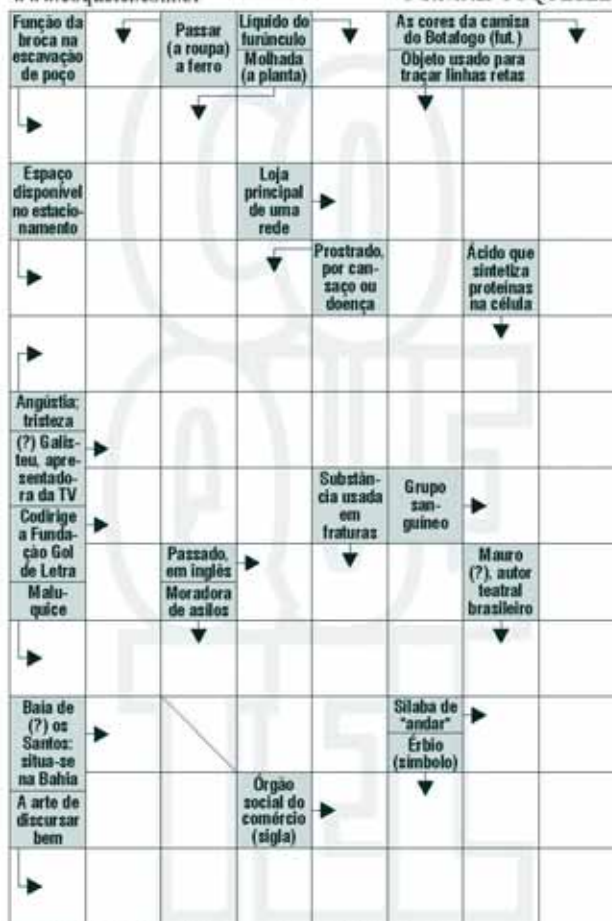 Função da
broca na
escavação
de poço
Passar
(a roupa)
a ferro
Líquido do
furúnculo
Molhada
(a planta)
As cores da camisa
do Botafogo (fut.)
Objeto usado para
traçar linhas retas
Espaço
disponível
no estacio-
namento
Loja
principal
de uma
rede
Prostrado,
por can-
saço ou
doença
Ácido que
sintetiza
proteínas
na célula
Angústia;
tristeza
(?) Galis-
teu, apre-
sentado-
ra da TV
Codirige
a Funda-
ção Gol
de Letra
Malu-
quice
Substân-
cia usada
em
fraturas
Grupo
san-
guíneo
Passado,
em inglês
Moradora
de asilos
Mauro
(?), autor
teatral
brasileiro
Baía de
(?) os
Santos:
situa-se
na Bahia
A arte de
discursar
bem
Sílaba de
"andar"
Érbio
(símbolo)
Órgão
social do
comércio
(sigla)
CO
QUE
TEL